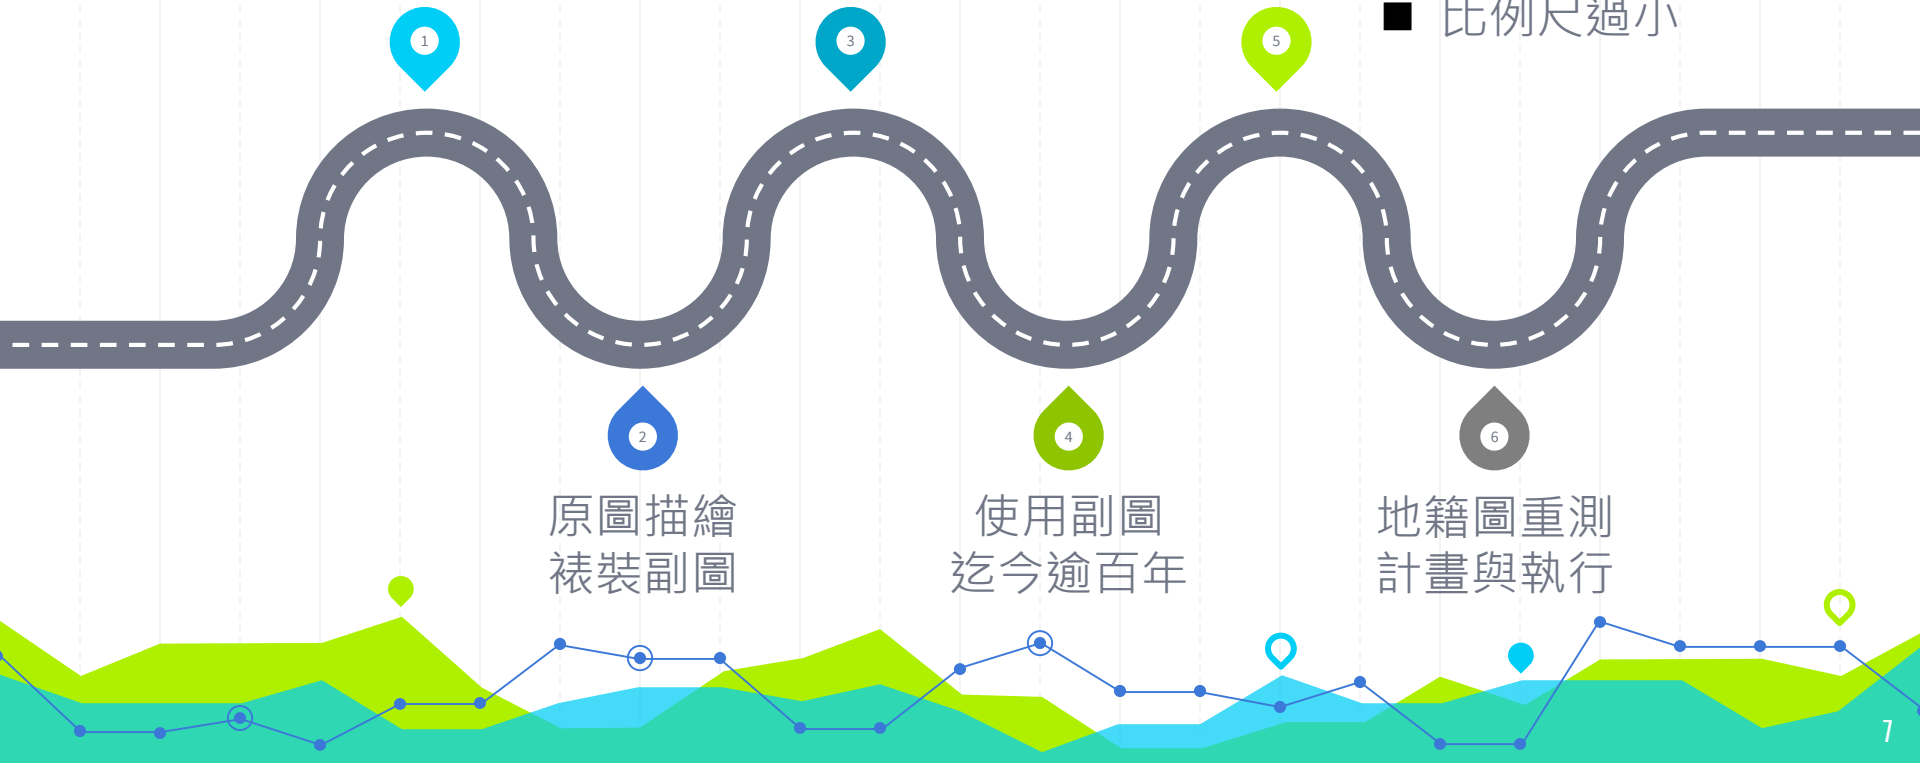 比例尺過小
1
3
5
2
4
6
原圖描繪
裱裝副圖
使用副圖
迄今逾百年
地籍圖重測
計畫與執行
7